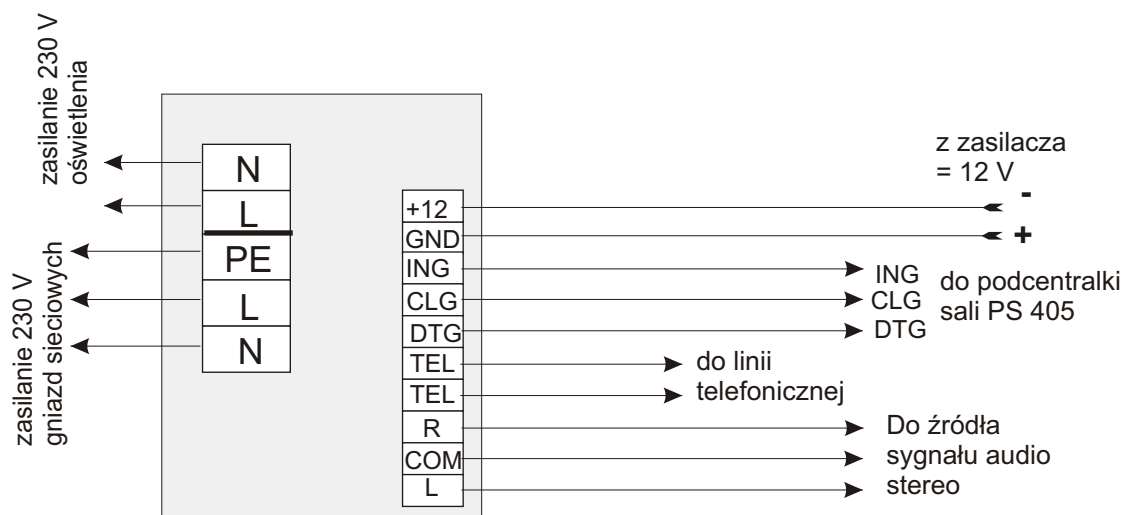 zasilanie 230 V
oświetlenia
zasilanie 230 V
gniazd sieciowych
N
L
PE
L
N
+12
GND
ING
CLG
DTG
TEL
TEL
R
COM
L
z zasilacza
= 12 V
-
+
ING
CLG
DTG
do podcentralki
sali PS 405
do linii
telefonicznej
Do źródła
sygnału audio
stereo